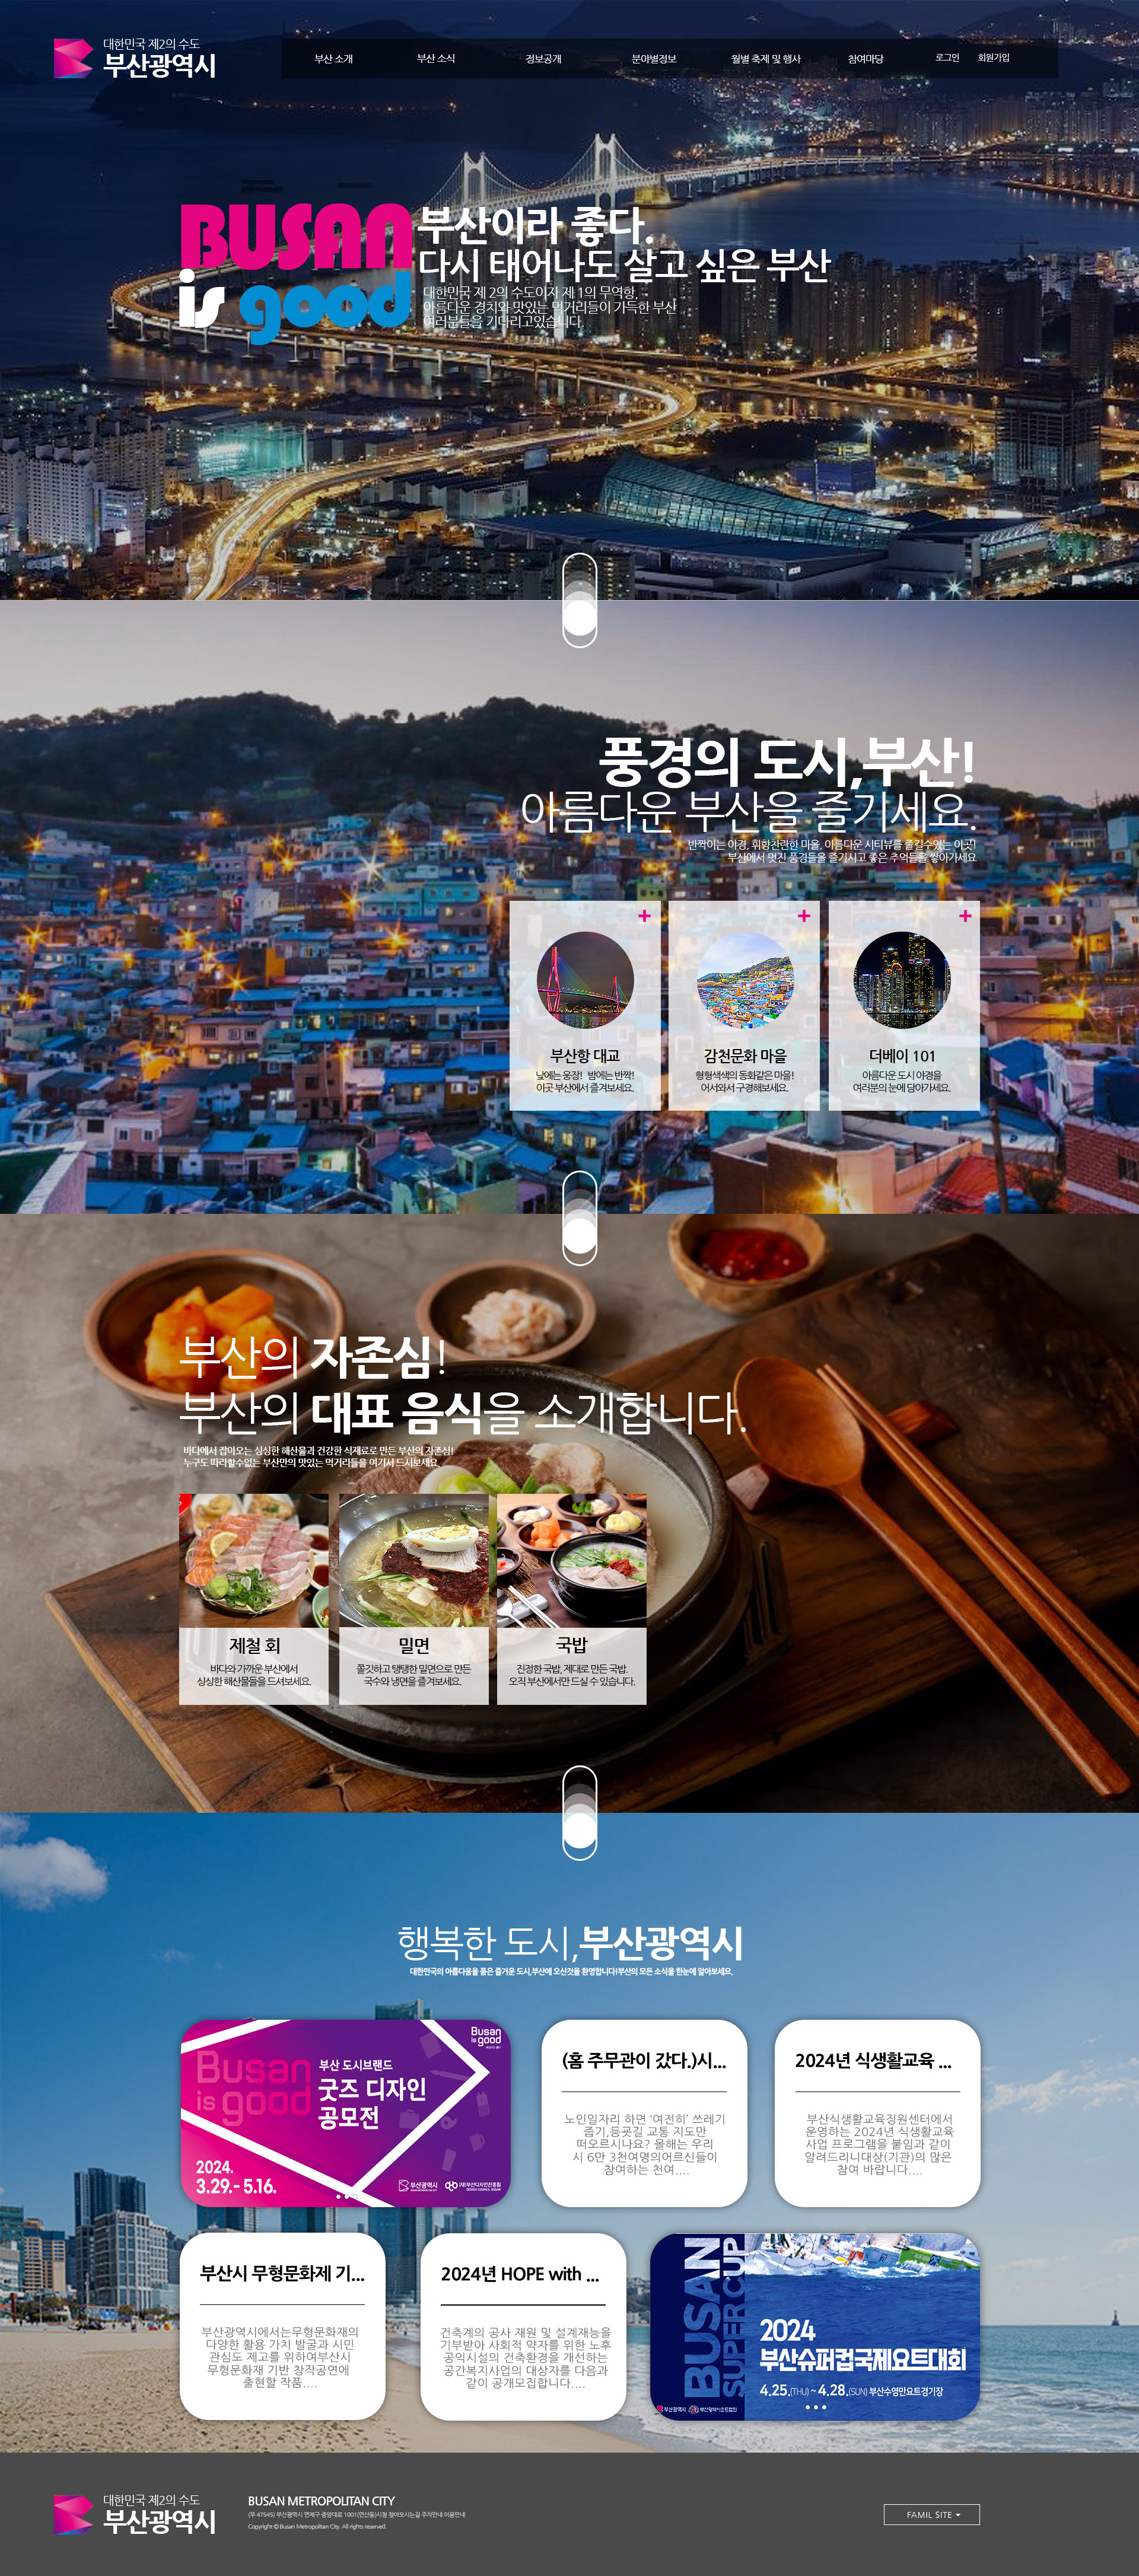 대한민국 제2의 수도
부산광역시
부산 소개
부산 소식
정보공개
분야별정보
월별 축제 및 행사
참여마당
로그인
회원가입
BUSAN
is good
부산이라 좋다.
다시 태어나도 살고 싶은 부산
대한민국 제 2의 수도이자 제 1의 무역항,
아름다운 경치와 맛있는 먹거리들이 가득한 부산
여러분들을 기다리고있습니다.
풍경의 도시,부산!
아름다운 부산을 즐기세요.
반짝이는 야경, 휘향찬란한 마을, 아름다운 시티뷰를 즐길수있는 이곳!
부산에서 멋진 풍경들을 즐기시고 좋은 추억들을 쌓아가세요
+
+
+
부산항 대교
낮에는 웅장! 밤에는 반짝!
이곳 부산에서 즐겨보세요.
감천문화 마을
형형색색의 동화같은 마을!
어서와서 구경해보세요.
더베이 101
아름다운 도시 야경을
여러분의 눈에 담아가세요.
부산의 자존심!
부산의 대표 음식을 소개합니다.
바다에서 잡아오는 싱싱한 해산물과 건강한 식재료로 만든 부산의 자존심!
누구도 따라할수없는 부산만의 맛있는 먹거리들을 여기서 드셔보세요.
제철 회
바다와 가까운 부산에서
싱싱한 해산물들을 드셔보세요.
밀면
쫄깃하고 탱탱한 밀면으로 만든
국수와 냉면을 즐겨보세요.
국밥
진정한 국밥, 제대로 만든 국밥.
오직 부산에서만 드실 수 있습니다.
행복한 도시,부산광역시
대한민국의 아름다움을 품은 즐거운 도시,부산에 오신것을 환영합니다!부산의 모든 소식을 한눈에 알아보세요.
Busan
is good
부산 도시브랜드
굿즈 디자인
공모전
Busan
is good
2024.
3.29.- 5.16.
부산광역시
(재)부산디자인진흥원
DESIGN COUNCIL BUSAN
(홈 주무관이 갔다.)시...
노인일자리 하면 '여전히' 쓰레기
줍기,등굣길 교통 지도만
떠오르시나요? 올해는 우리
시 6만 3천여명의어르신들이
참여하는 천여....
2024년 식생활교육 ...
부산식생활교육징원센터에서
운영하는 2024년 식생활교육
사업 프로그램을 붙임과 같이
알려드리니대상(기관)의 많은
참여 바랍니다....
부산시 무형문화제 기...
부산광역시에서는무형문화재의
다양한 활용 가치 발굴과 시민
관심도 제고를 위하여부산시
무형문화재 기반 창작공연에
출현할 작품....
2024년 HOPE with ...
건축계의 공사 재원 및 설계재능을
기부받아 사회적 약자를 위한 노후
공익시설의 건축환경을 개선하는
공간복지사업의 대상자를 다음과
같이 공개모집합니다....
BUSAN
SUPER CUP
2024
부산슈퍼컵국제요트대회
4.25.(THU) ~ 4.28.(SUN) 부산수영만요트경기장
부산광역시
부산광역시요트협회
대한민국 제2의 수도
부산광역시
BUSAN METROPOLITAN CITY
(우 47545) 부산광역시 연제구 중앙대로 1001(연산동)시청 찾아오시는길 주차안내 이용안내
Copyright © Busan Metropolitan City. All rights reserved.
FAMIL SITE